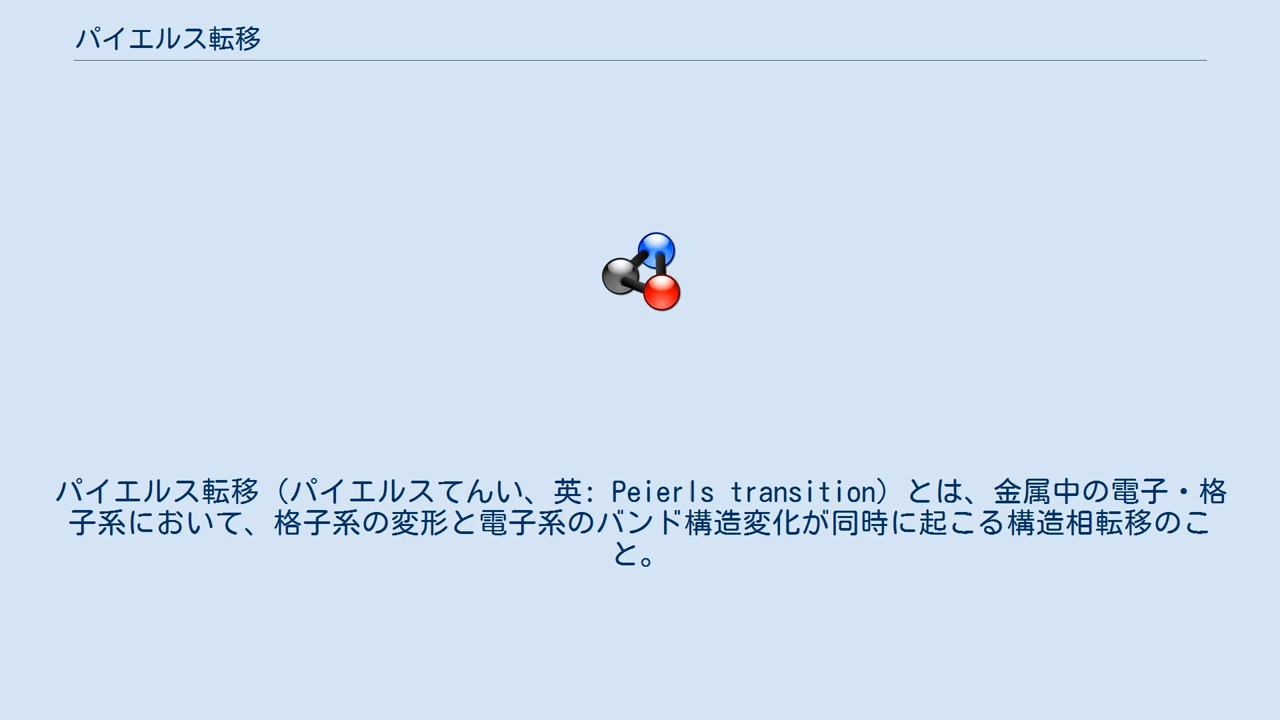 パイエルス転移
パイエルス転移（パイエルスてんい、英: Peierls transition）とは、金属中の電子・格
子系において、格子系の変形と電子系のバンド構造変化が同時に起こる構造相転移のこ
と。